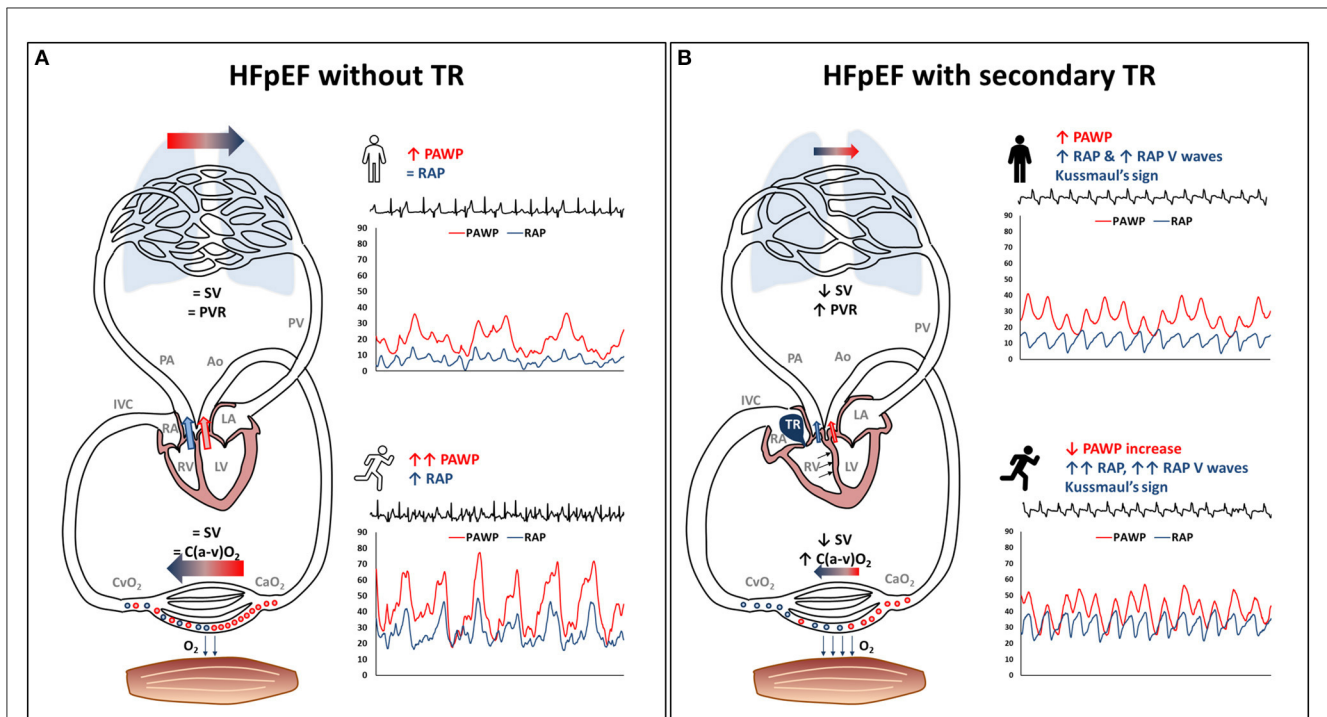 A
HFpEF without TR
↑ PAWP
= RAP
90
80
70
60
50
40
30
20
10
0
PAWP RAP
= SV
= PVR
PV
PA
Ao
IVC
LA
RA
RV
LV
↑↑ PAWP
↑ RAP
90
80
70
60
50
40
30
20
10
0
PAWP RAP
= SV
= C(a-v)O₂
CvO₂
CaO₂
O₂
B
HFpEF with secondary TR
↑ PAWP
↑ RAP & ↑ RAP V waves
Kussmaul's sign
90
80
70
60
50
40
30
20
10
0
PAWP RAP
↓ SV
↑ PVR
PV
PA
Ao
IVC
LA
TR
RA
RV
LV
↓ PAWP increase
↑↑ RAP, ↑↑ RAP V waves
Kussmaul's sign
90
80
70
60
50
40
30
20
10
0
PAWP RAP
↓ SV
↑ C(a-v)O₂
CvO₂
CaO₂
O₂